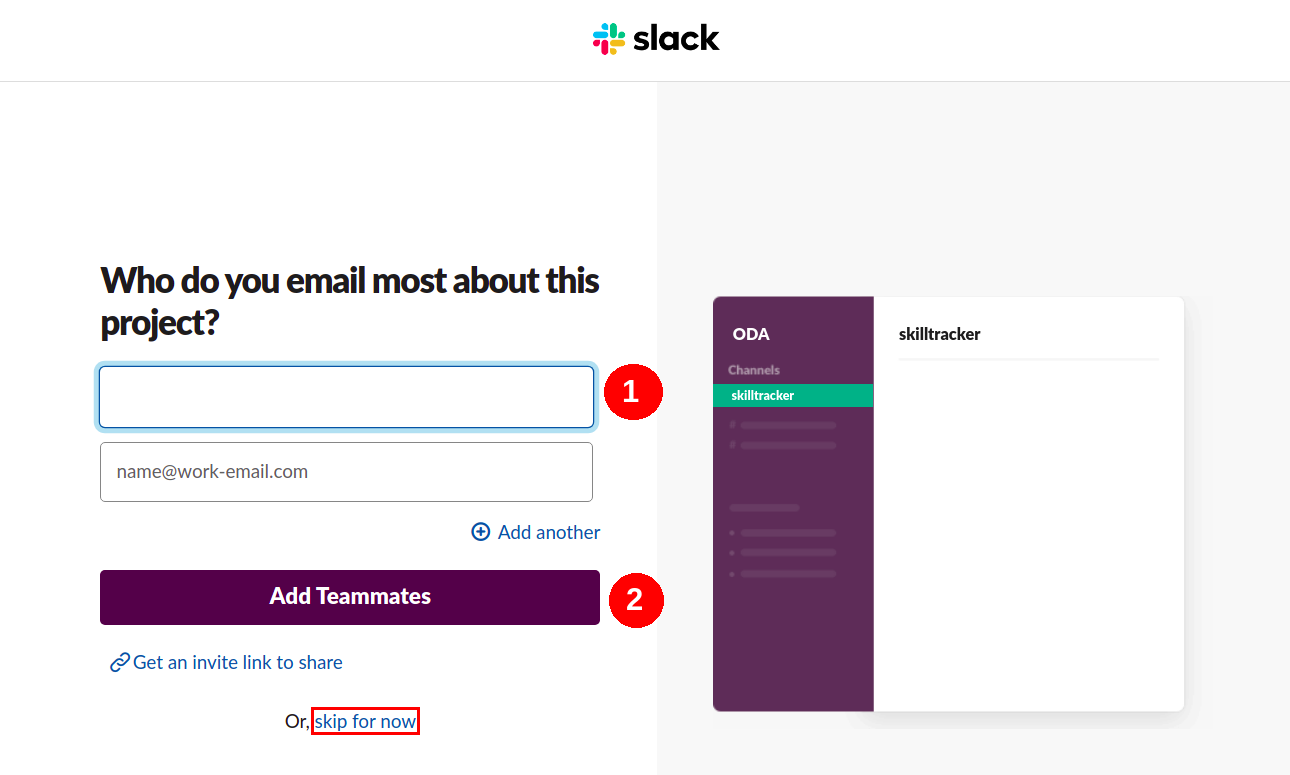 slack
Who do you email most about this
project?
1
name@work-email.com
Add another
Add Teammates
2
Get an invite link to share
Or, skip for now
ODA
skilltracker
Channels
skilltracker
#
#